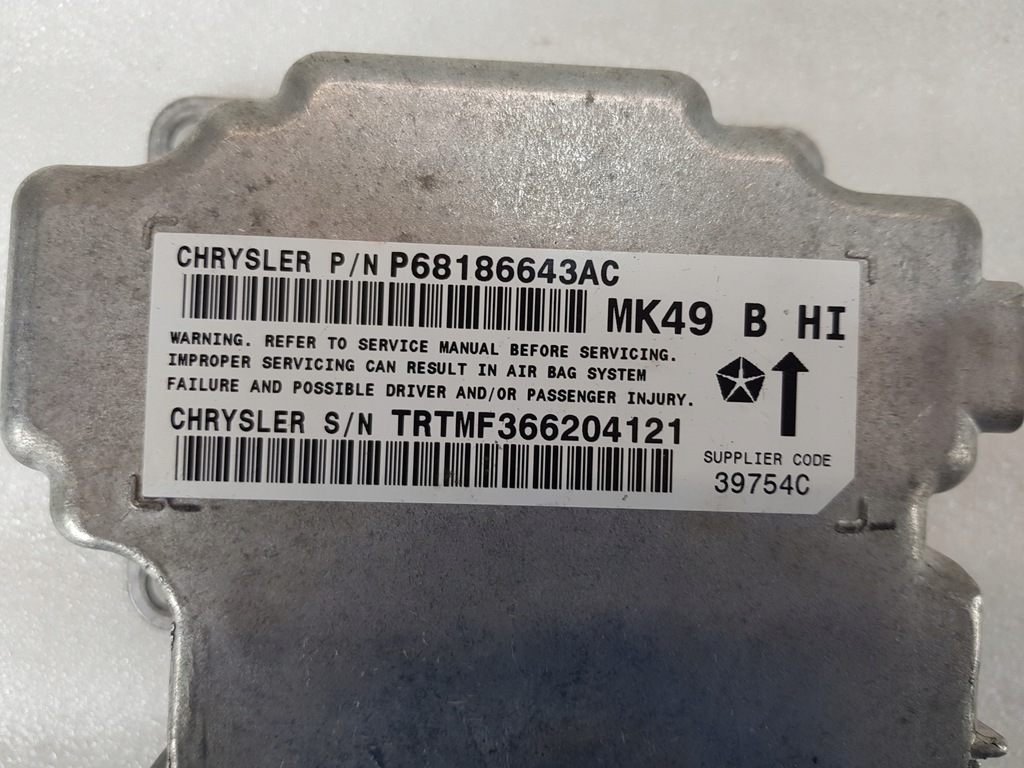 CHRYSLER P/N P68186643AC
MK49 B HI
WARNING. REFER TO SERVICE MANUAL BEFORE SERVICING.
IMPROPER SERVICING CAN RESULT IN AIR BAG SYSTEM
FAILURE AND POSSIBLE DRIVER AND/OR PASSENGER INJURY.
CHRYSLER S/N TRTMF366204121
SUPPLIER CODE
39754C